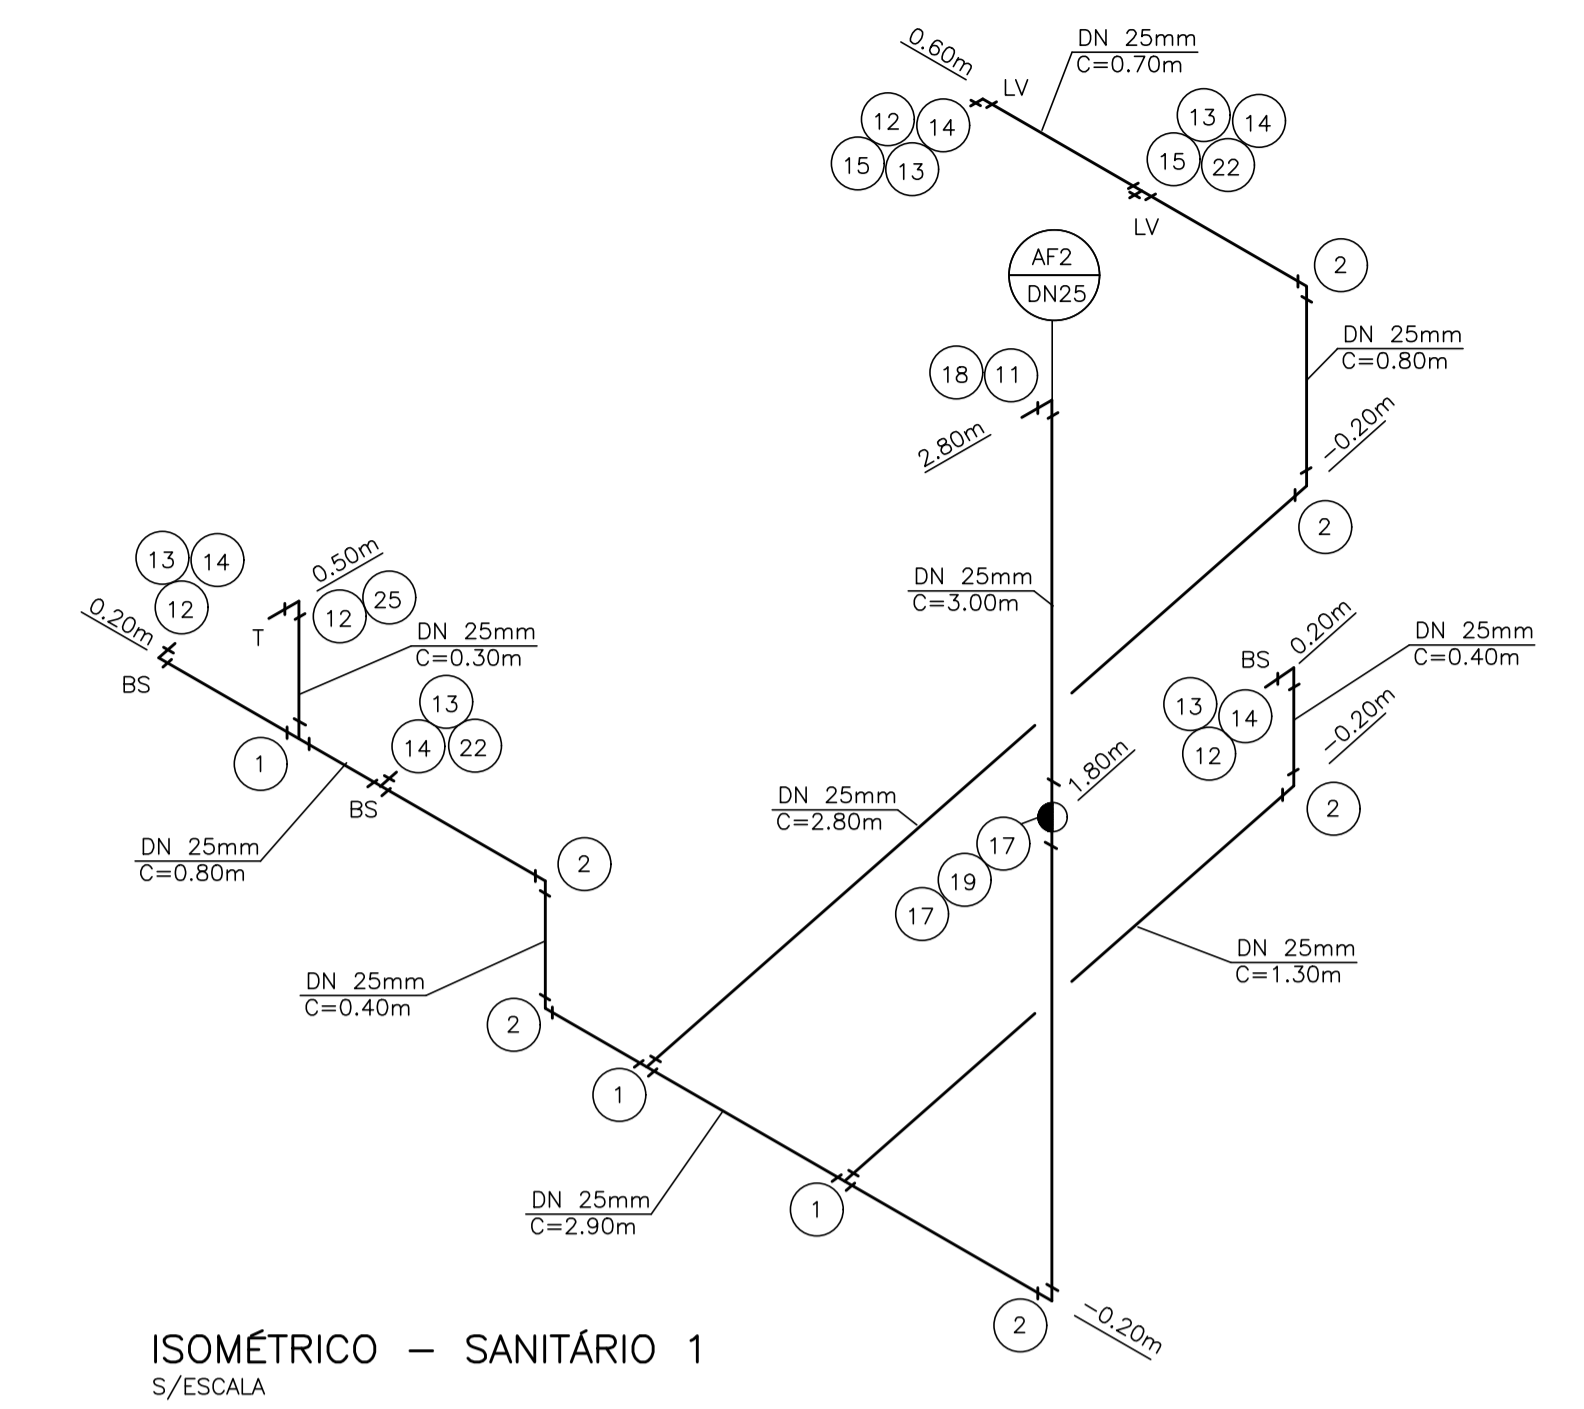 0.60m
LV
DN 25mm
C=0.70m
12
14
15
13
13
14
15
22
LV
2
AF2
DN25
DN 25mm
C=0.80m
18
11
2.80m
-0.20m
2
13
14
12
0.20m
BS
0.50m
12
25
T
DN 25mm
C=0.30m
DN 25mm
C=3.00m
0.20m
BS
DN 25mm
C=0.40m
13
14
12
-0.20m
2
1
13
14
22
BS
DN 25mm
C=0.80m
1.80m
DN 25mm
C=2.80m
17
19
17
2
DN 25mm
C=0.40m
2
DN 25mm
C=1.30m
1
1
DN 25mm
C=2.90m
2
-0.20m
ISOMÉTRICO – SANITÁRIO 1
S/ESCALA